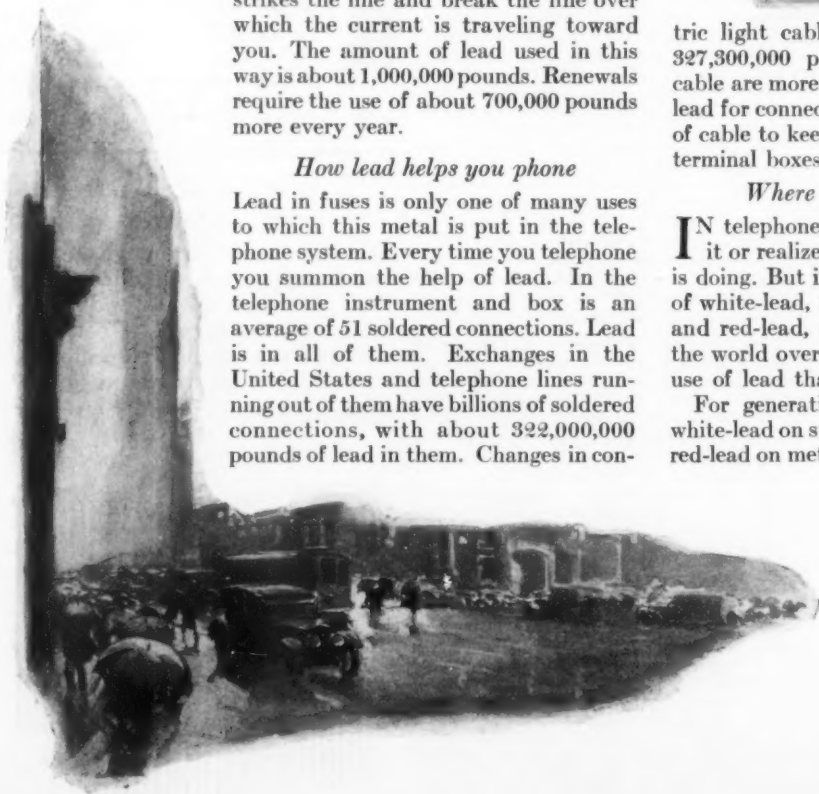 strikes the line and break the line over
which the current is traveling toward
you. The amount of lead used in this
way is about 1,000,000 pounds. Renewals
require the use of about 700,000 pounds
more every year.
How lead helps you phone
Lead in fuses is only one of many uses
to which this metal is put in the tele-
phone system. Every time you telephone
you summon the help of lead. In the
telephone instrument and box is an
average of 51 soldered connections. Lead
is in all of them. Exchanges in the
United States and telephone lines run-
ning out of them have billions of soldered
connections, with about 322,000,000
pounds of lead in them. Changes in con-
tric light cabl
327,300,000 p
cable are more
lead for connec
of cable to kee
terminal boxes
Where
IN telephone
it or realize
is doing. But i
of white-lead,
and red-lead,
the world over
use of lead tha
For generati
white-lead on s
red-lead on met